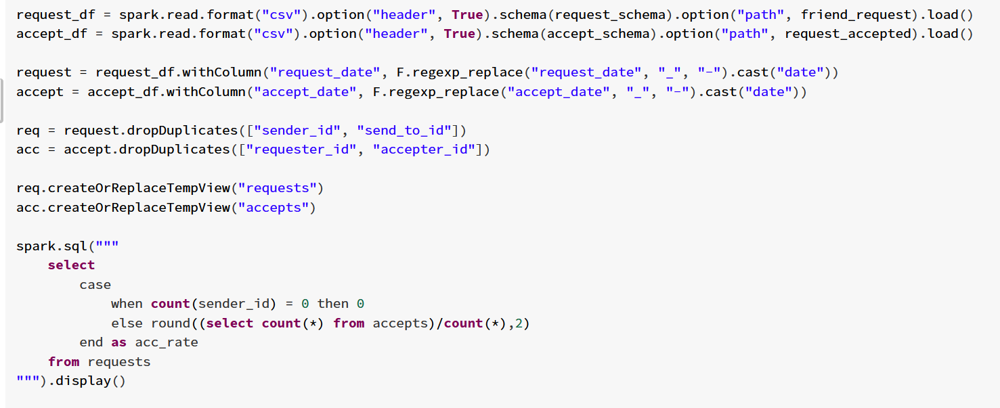 request_df = spark.read.format("csv").option("header", True).schema(request_schema).option("path", friend_request).load()
accept_df = spark.read.format("csv").option("header", True).schema(accept_schema).option("path", request_accepted).load()

request = request_df.withColumn("request_date", F.regexp_replace("request_date", "_", "-").cast("date"))
accept = accept_df.withColumn("accept_date", F.regexp_replace("accept_date", "_", "-").cast("date"))

req = request.dropDuplicates(["sender_id", "send_to_id"])
acc = accept.dropDuplicates(["requester_id", "accepter_id"])

req.createOrReplaceTempView("requests")
acc.createOrReplaceTempView("accepts")

spark.sql("""
    select
        case
            when count(sender_id) = 0 then 0
            else round((select count(*) from accepts)/count(*),2)
        end as acc_rate
    from requests
""").display()